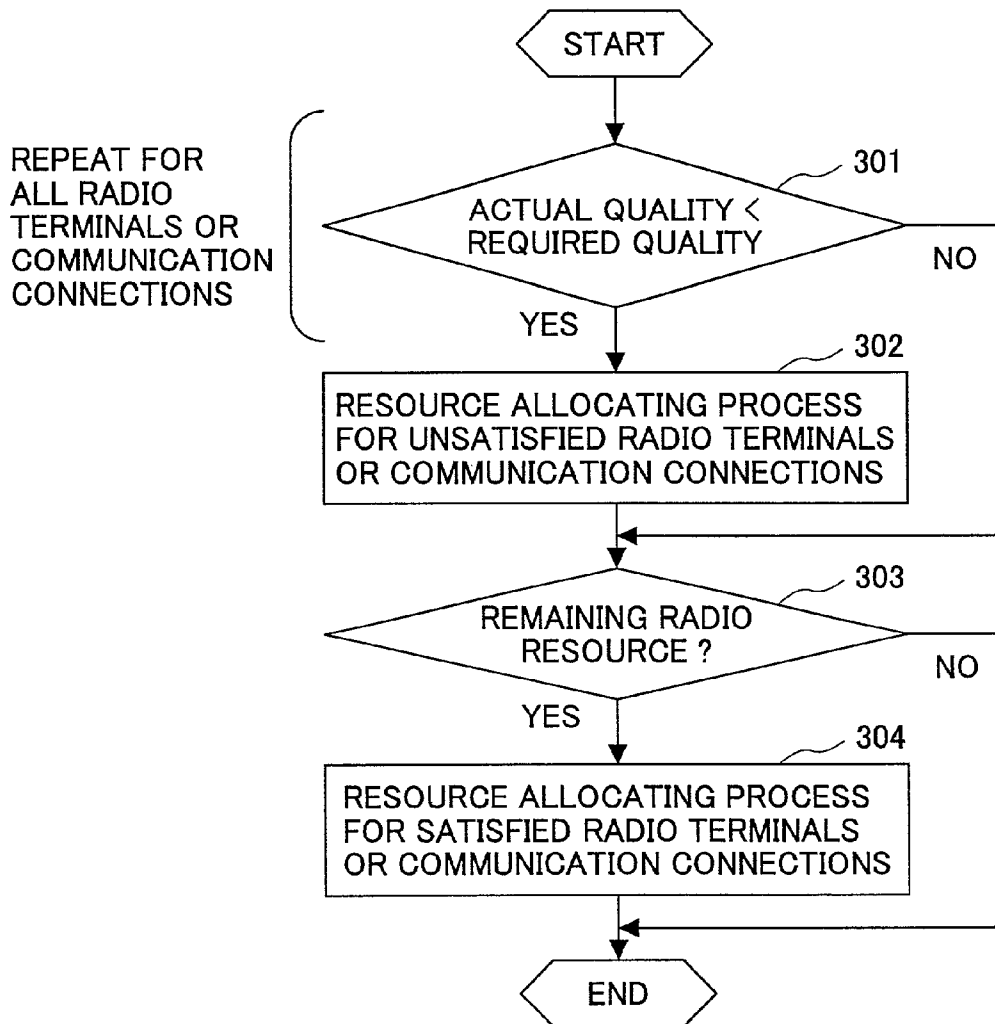 START
REPEAT FOR
ALL RADIO
TERMINALS OR
COMMUNICATION
CONNECTIONS
301
ACTUAL QUALITY <
REQUIRED QUALITY
NO
YES
302
RESOURCE ALLOCATING PROCESS
FOR UNSATISFIED RADIO TERMINALS
OR COMMUNICATION CONNECTIONS
303
REMAINING RADIO
RESOURCE ?
NO
YES
304
RESOURCE ALLOCATING PROCESS
FOR SATISFIED RADIO TERMINALS
OR COMMUNICATION CONNECTIONS
END